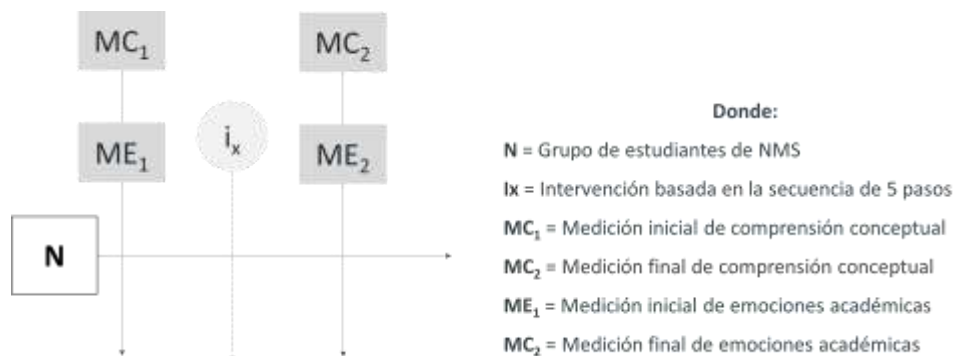 MC₁ MC₂
ME₁ iₓ ME₂
N
Donde:
N = Grupo de estudiantes de NMS
Ix = Intervención basada en la secuencia de 5 pasos
MC₁ = Medición inicial de comprensión conceptual
MC₂ = Medición final de comprensión conceptual
ME₁ = Medición inicial de emociones académicas
MC₂ = Medición final de emociones académicas